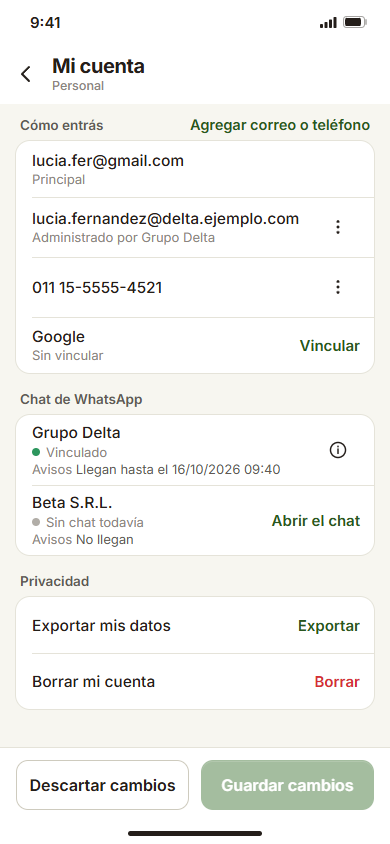 9:41
Mi cuenta
Personal
Cómo entrás
Agregar correo o teléfono
lucia.fer@gmail.com
Principal
lucia.fernandez@delta.ejemplo.com
Administrado por Grupo Delta
011 15-5555-4521
Google
Sin vincular
Vincular
Chat de WhatsApp
Grupo Delta
Vinculado
Avisos Llegan hasta el 16/10/2026 09:40
Beta S.R.L.
Sin chat todavía
Avisos No llegan
Abrir el chat
Privacidad
Exportar mis datos
Exportar
Borrar mi cuenta
Borrar
Descartar cambios
Guardar cambios